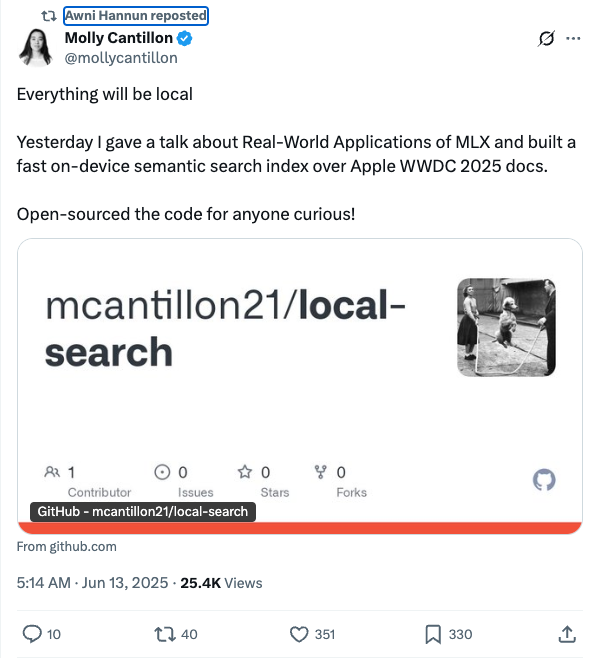 Awni Hannun reposted
Molly Cantillon
@mollycantillon
Everything will be local
Yesterday I gave a talk about Real-World Applications of MLX and built a
fast on-device semantic search index over Apple WWDC 2025 docs.
Open-sourced the code for anyone curious!
mcantillon21/local-
search
1
Contributor
0
Issues
0
Stars
0
Forks
GitHub - mcantillon21/local-search
From github.com
5:14 AM · Jun 13, 2025 · 25.4K Views
10 40 351 330